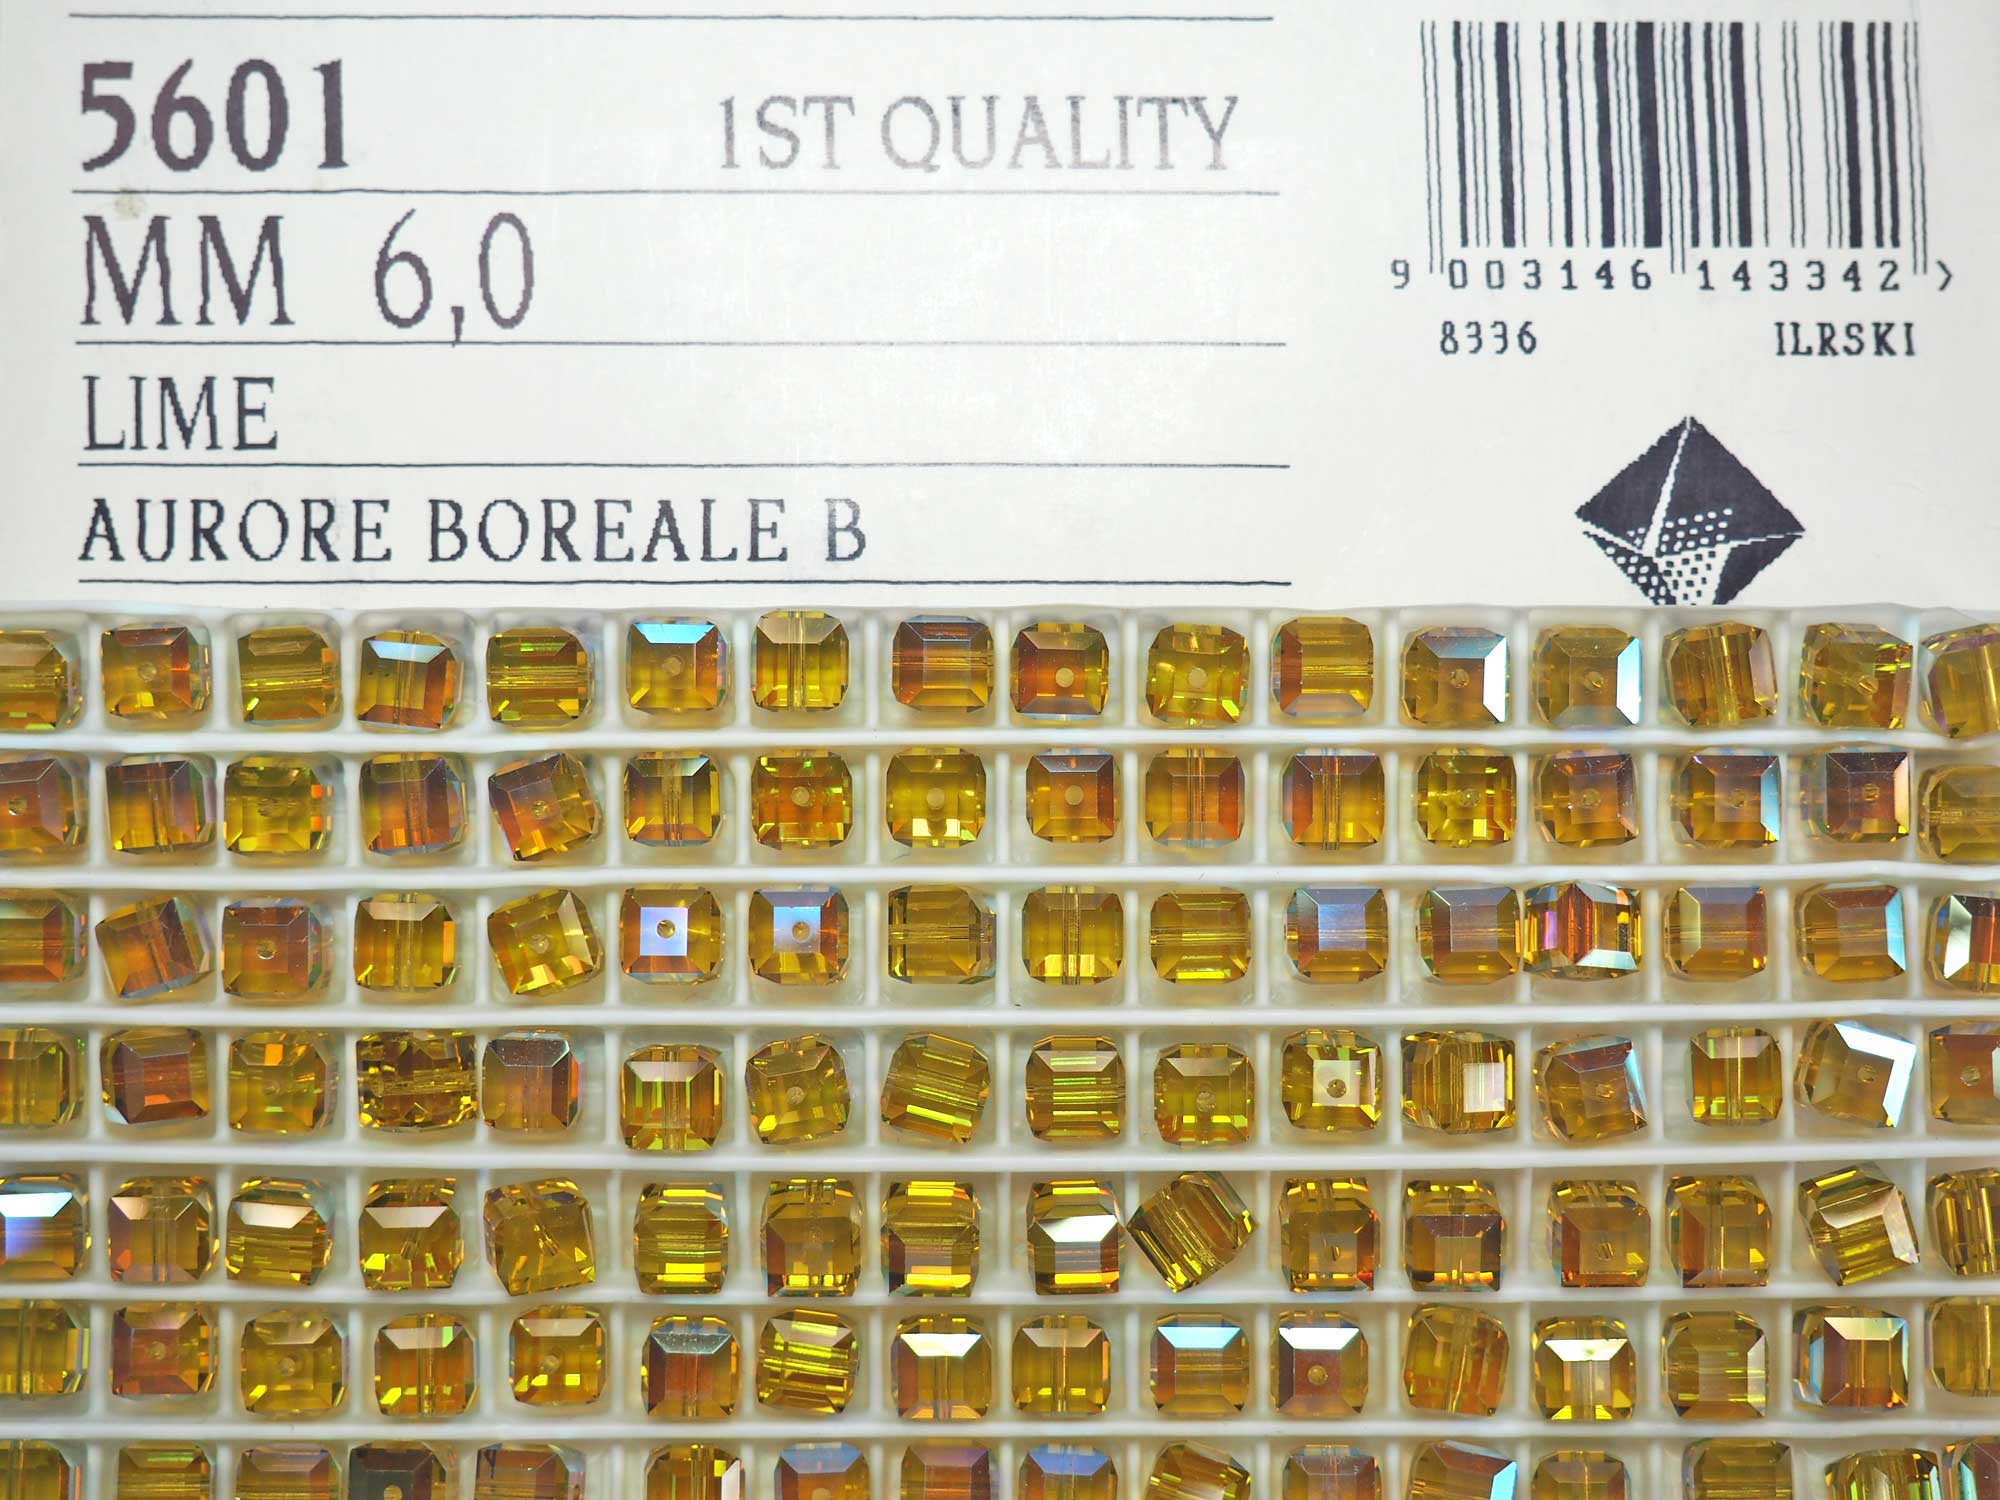 5601 1ST QUALITY
MM 6,0
LIME
AURORE BOREALE B
9 003146 143342 >
8336 ILRSKI